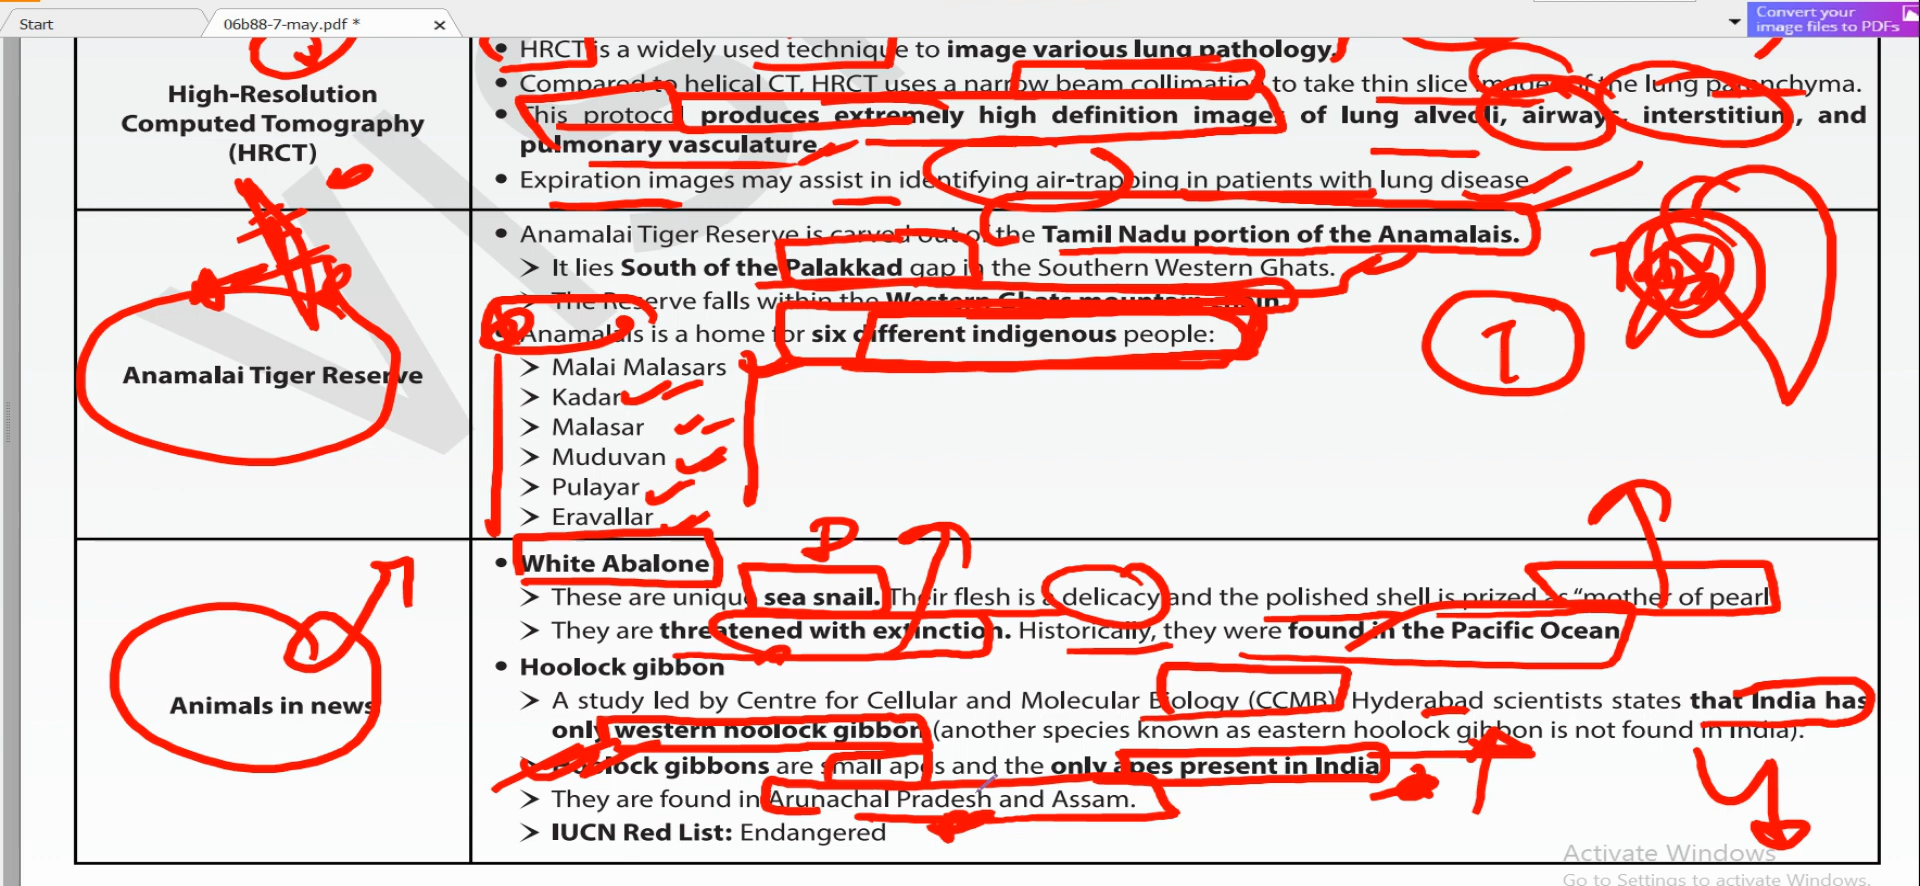 Start
06b88-7-may.pdf *
Convert your
image files to PDFs
High-Resolution
Computed Tomography
(HRCT)
• HRCT is a widely used technique to image various lung pathology.
• Compared to helical CT, HRCT uses a narrow beam collimation to take thin slice images of the lung parenchyma.
• This protocol produces extremely high definition images of lung alveoli, airways, interstitium, and
pulmonary vasculature.
• Expiration images may assist in identifying air-trapping in patients with lung disease
Anamalai Tiger Reserve
• Anamalai Tiger Reserve is carved out of the Tamil Nadu portion of the Anamalais.
➤ It lies South of the Palakkad gap in the Southern Western Ghats.
➤ The Reserve falls within the Western Ghats mountain chain
• Anamalais is a home for six different indigenous people:
➤ Malai Malasars
➤ Kadar
➤ Malasar
➤ Muduvan
➤ Pulayar
➤ Eravallar
Animals in news
• White Abalone
➤ These are unique sea snail. Their flesh is a delicacy and the polished shell is prized as “mother of pearl
➤ They are threatened with extinction. Historically, they were found in the Pacific Ocean
• Hoolock gibbon
➤ A study led by Centre for Cellular and Molecular Biology (CCMB) Hyderabad scientists states that India has
only western hoolock gibbon (another species known as eastern hoolock gibbon is not found in India).
➤ Hoolock gibbons are small apes and the only apes present in India
➤ They are found in Arunachal Pradesh and Assam.
➤ IUCN Red List: Endangered
Activate Windows
Go to Settings to activate Windows.